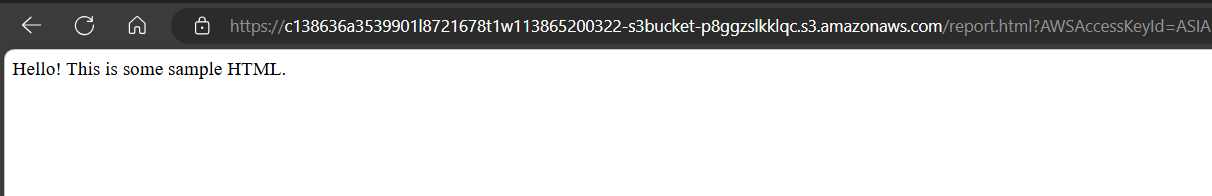 https://c138636a3539901l8721678t1w113865200322-s3bucket-p8ggzslkklqc.s3.amazonaws.com/report.html?AWSAccessKeyId=ASIA
Hello! This is some sample HTML.